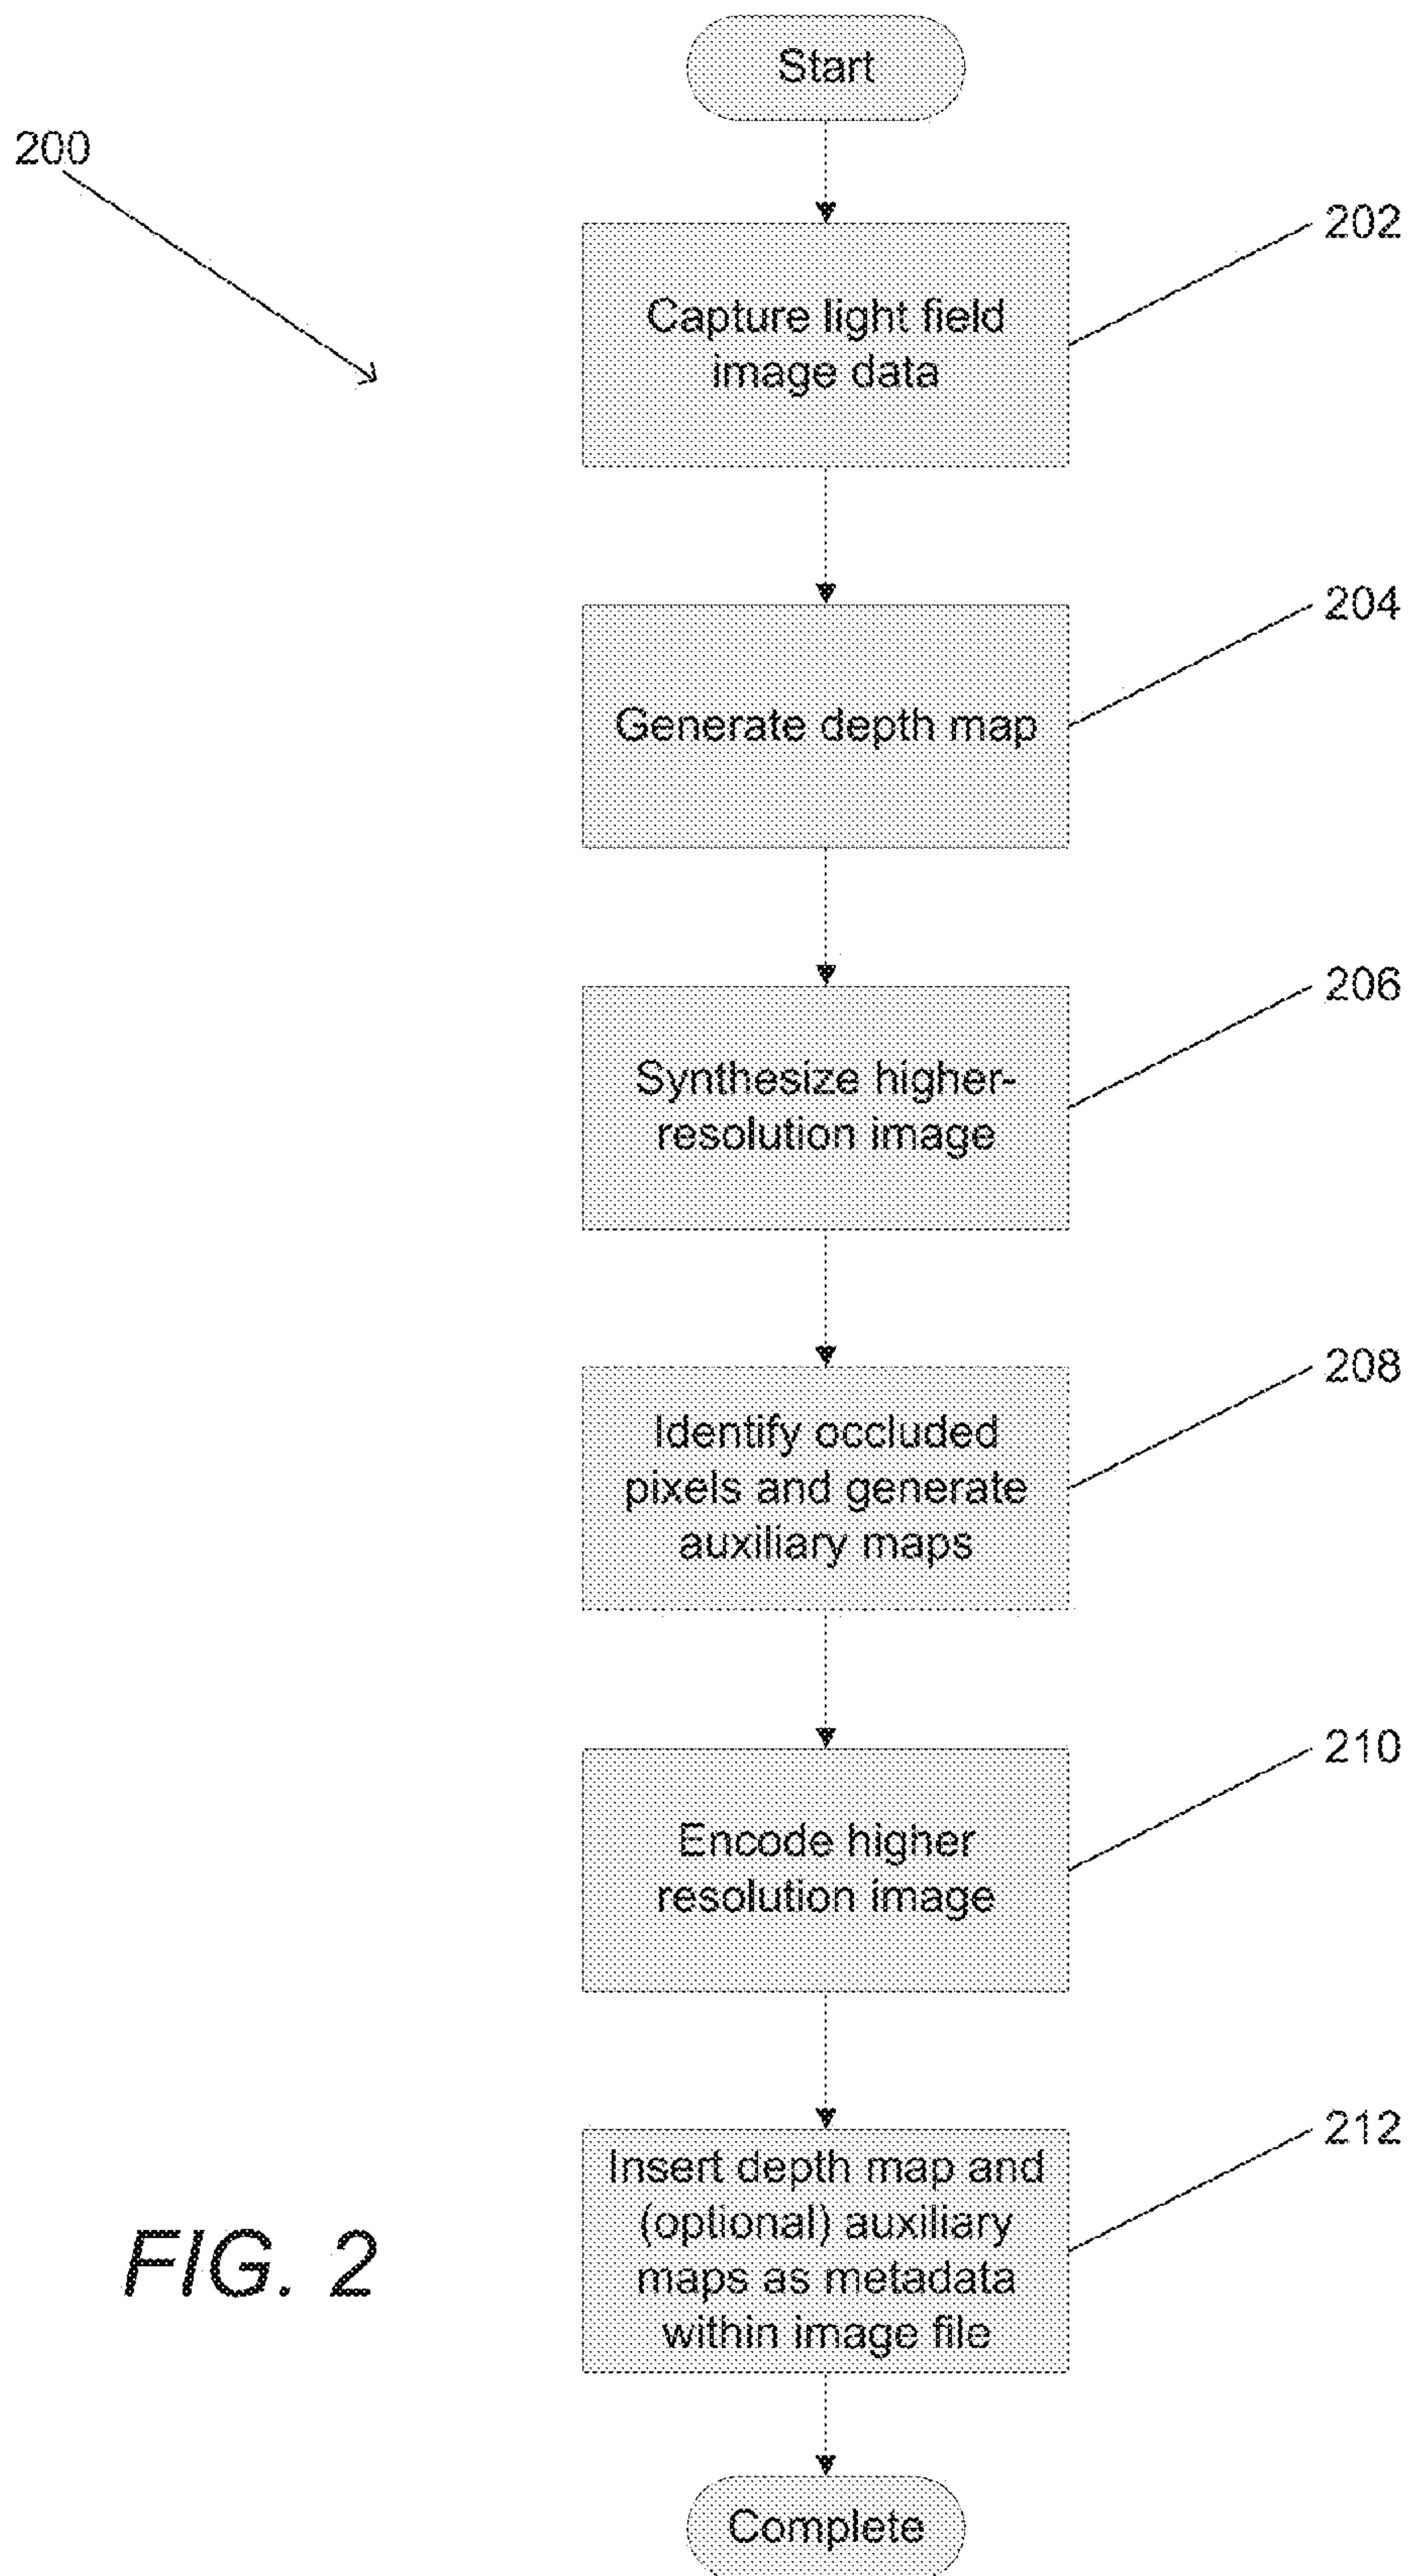 Start
200
202
Capture light field
image data
204
Generate depth map
206
Synthesize higher-
resolution image
208
Identify occluded
pixels and generate
auxiliary maps
210
Encode higher
resolution image
212
Insert depth map and
(optional) auxiliary
maps as metadata
within image file
FIG. 2
Complete